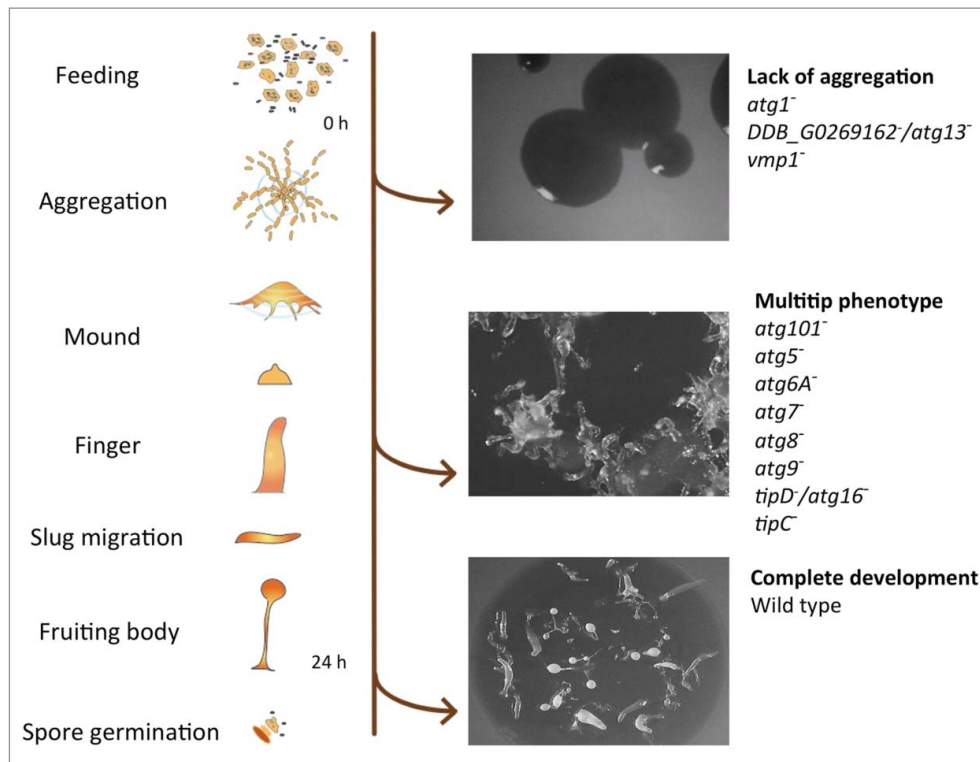 Feeding
0 h
Aggregation
Mound
Finger
Slug migration
Fruiting body
24 h
Spore germination
Lack of aggregation
atg1⁻
DDB_G0269162⁻/atg13⁻
vmp1⁻
Multitip phenotype
atg101⁻
atg5⁻
atg6A⁻
atg7⁻
atg8⁻
atg9⁻
tipD⁻/atg16⁻
tipC⁻
Complete development
Wild type